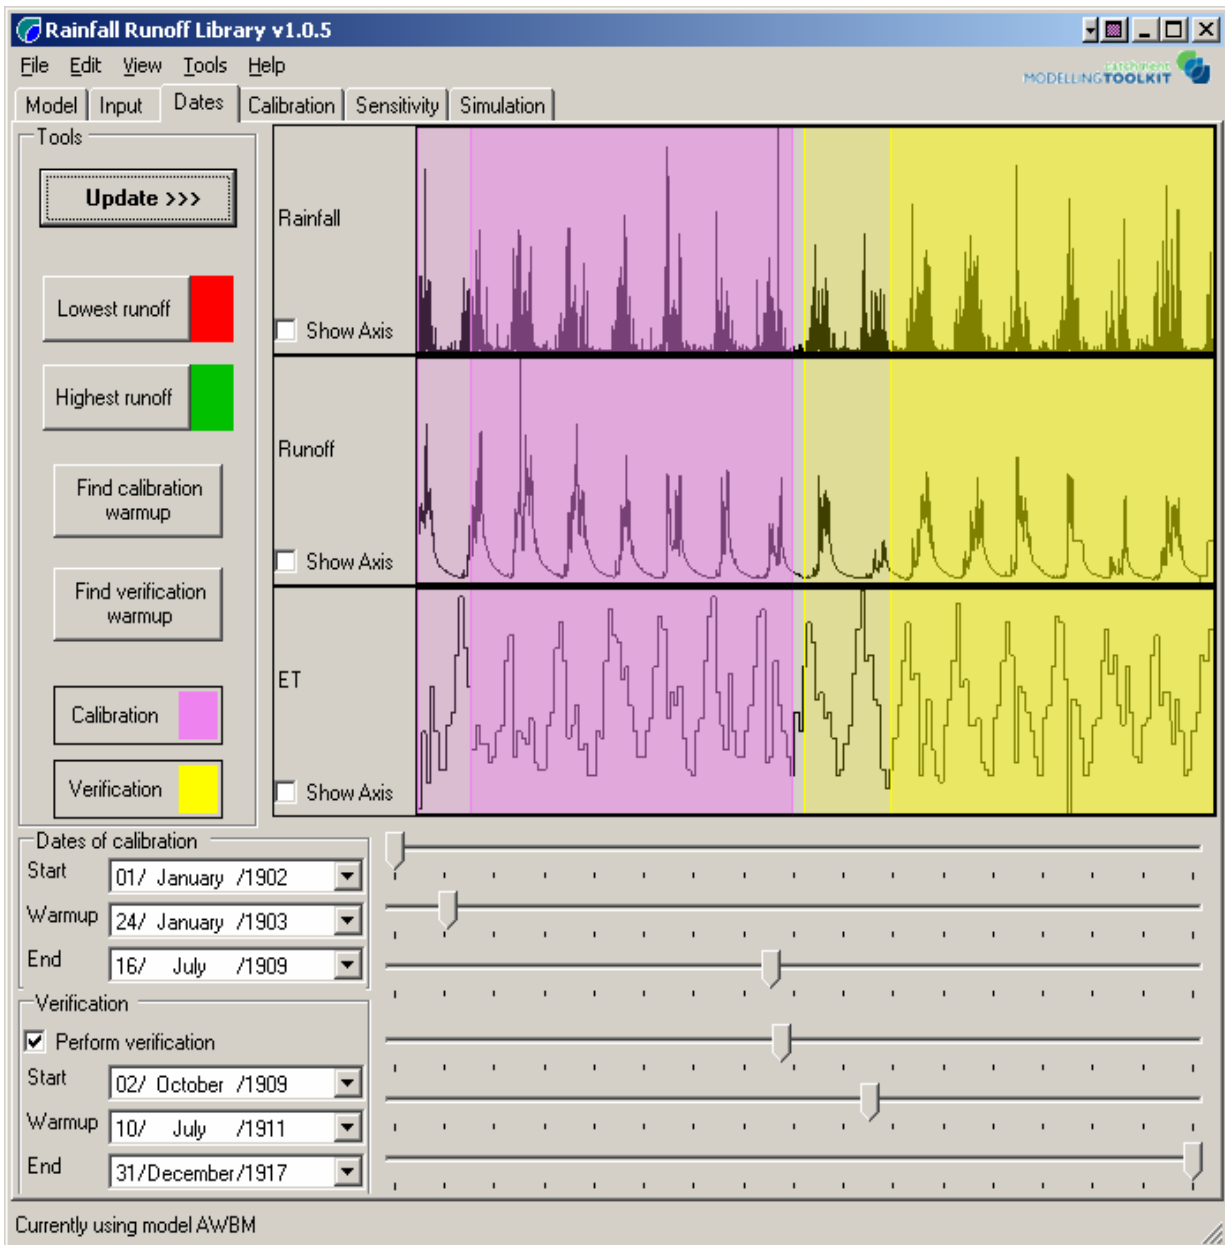 Rainfall Runoff Library v1.0.5
File Edit View Tools Help
catchment
MODELLINGTOOLKIT
Model Input Dates Calibration Sensitivity Simulation
Tools
Update >>>
Lowest runoff
Highest runoff
Find calibration
warmup
Find verification
warmup
Calibration
Verification
Rainfall
Show Axis
Runoff
Show Axis
ET
Show Axis
Dates of calibration
Start 01/ January /1902
Warmup 24/ January /1903
End 16/ July /1909
Verification
Perform verification
Start 02/ October /1909
Warmup 10/ July /1911
End 31/December/1917
Currently using model AWBM